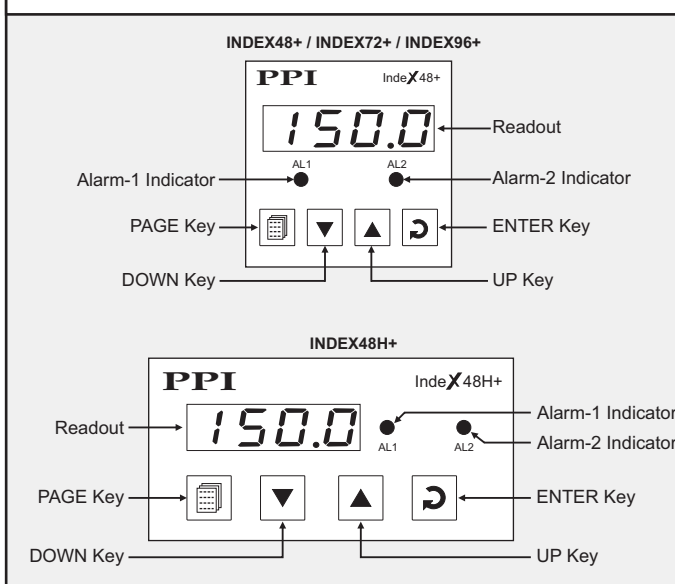 INDEX48+ / INDEX72+ / INDEX96+
PPI IndeX48+
150.0
Readout
AL1 AL2
Alarm-1 Indicator
Alarm-2 Indicator
PAGE Key
ENTER Key
DOWN Key
UP Key
INDEX48H+
PPI IndeX48H+
Readout
150.0
AL1 AL2
Alarm-1 Indicator
Alarm-2 Indicator
PAGE Key
ENTER Key
DOWN Key
UP Key